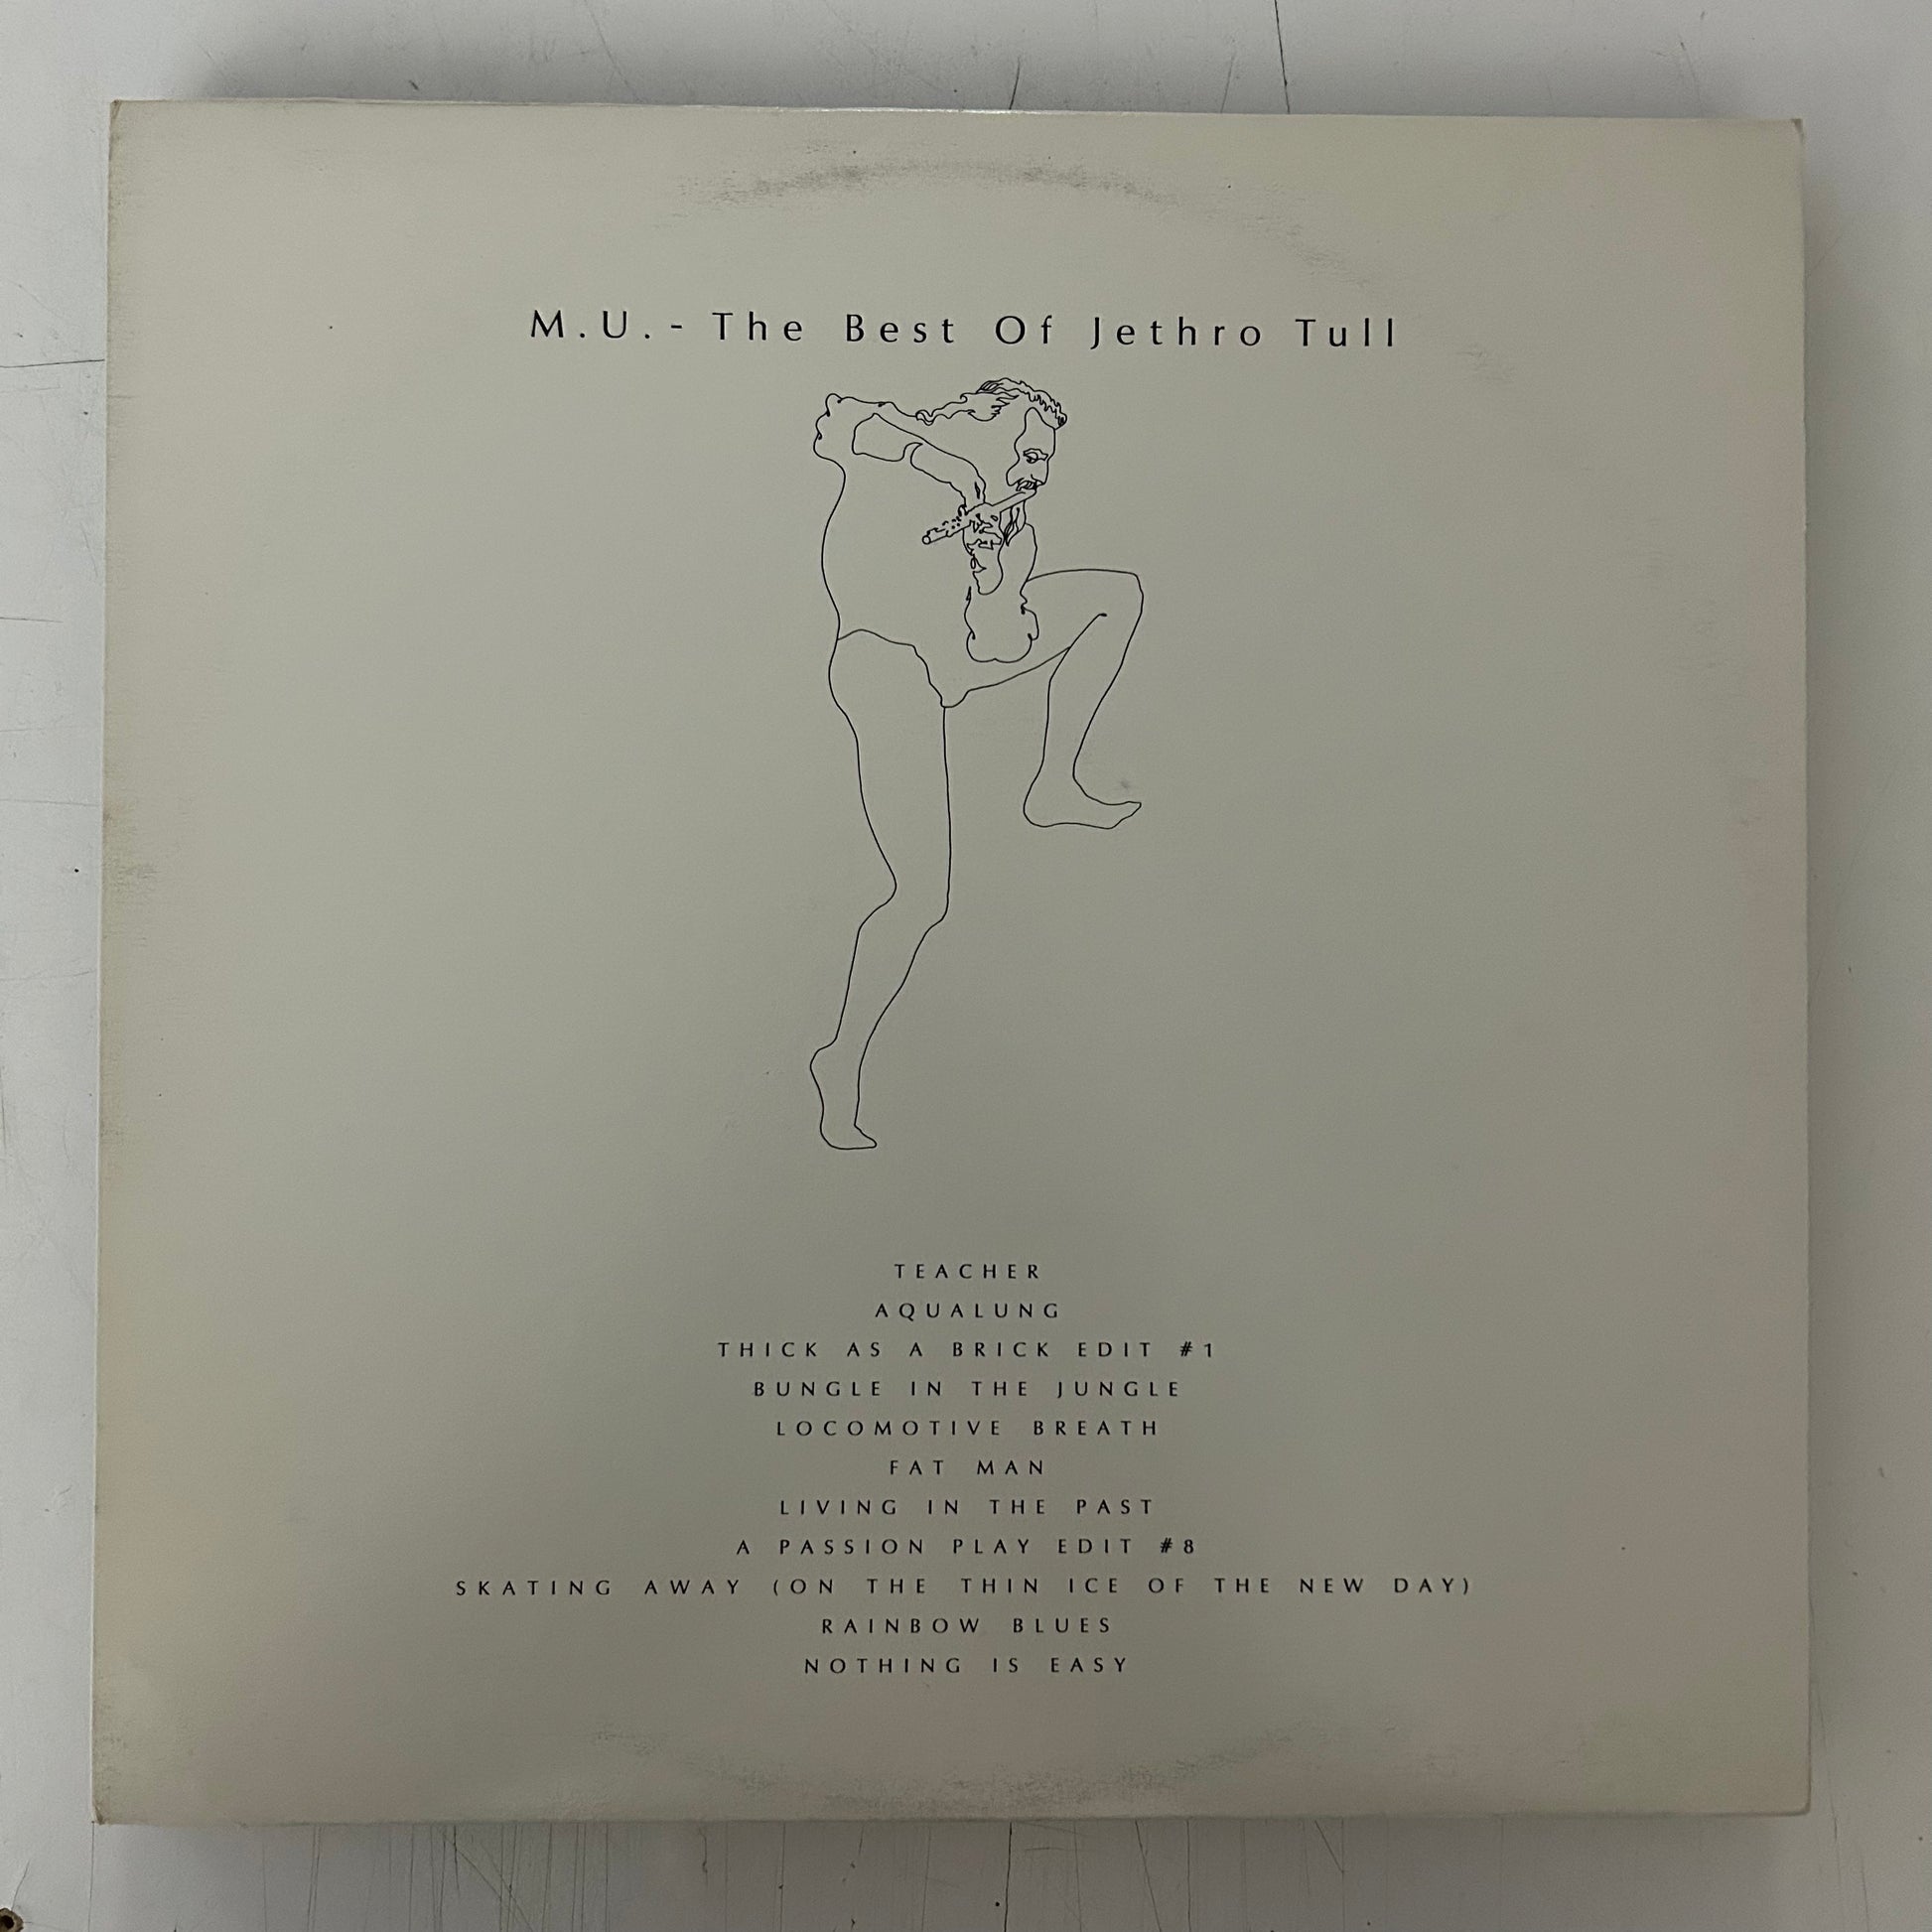 M.U. - The Best Of Jethro Tull
TEACHER
AQUALUNG
THICK AS A BRICK EDIT #1
BUNGLE IN THE JUNGLE
LOCOMOTIVE BREATH
FAT MAN
LIVING IN THE PAST
A PASSION PLAY EDIT #8
SKATING AWAY (ON THE THIN ICE OF THE NEW DAY)
RAINBOW BLUES
NOTHING IS EASY